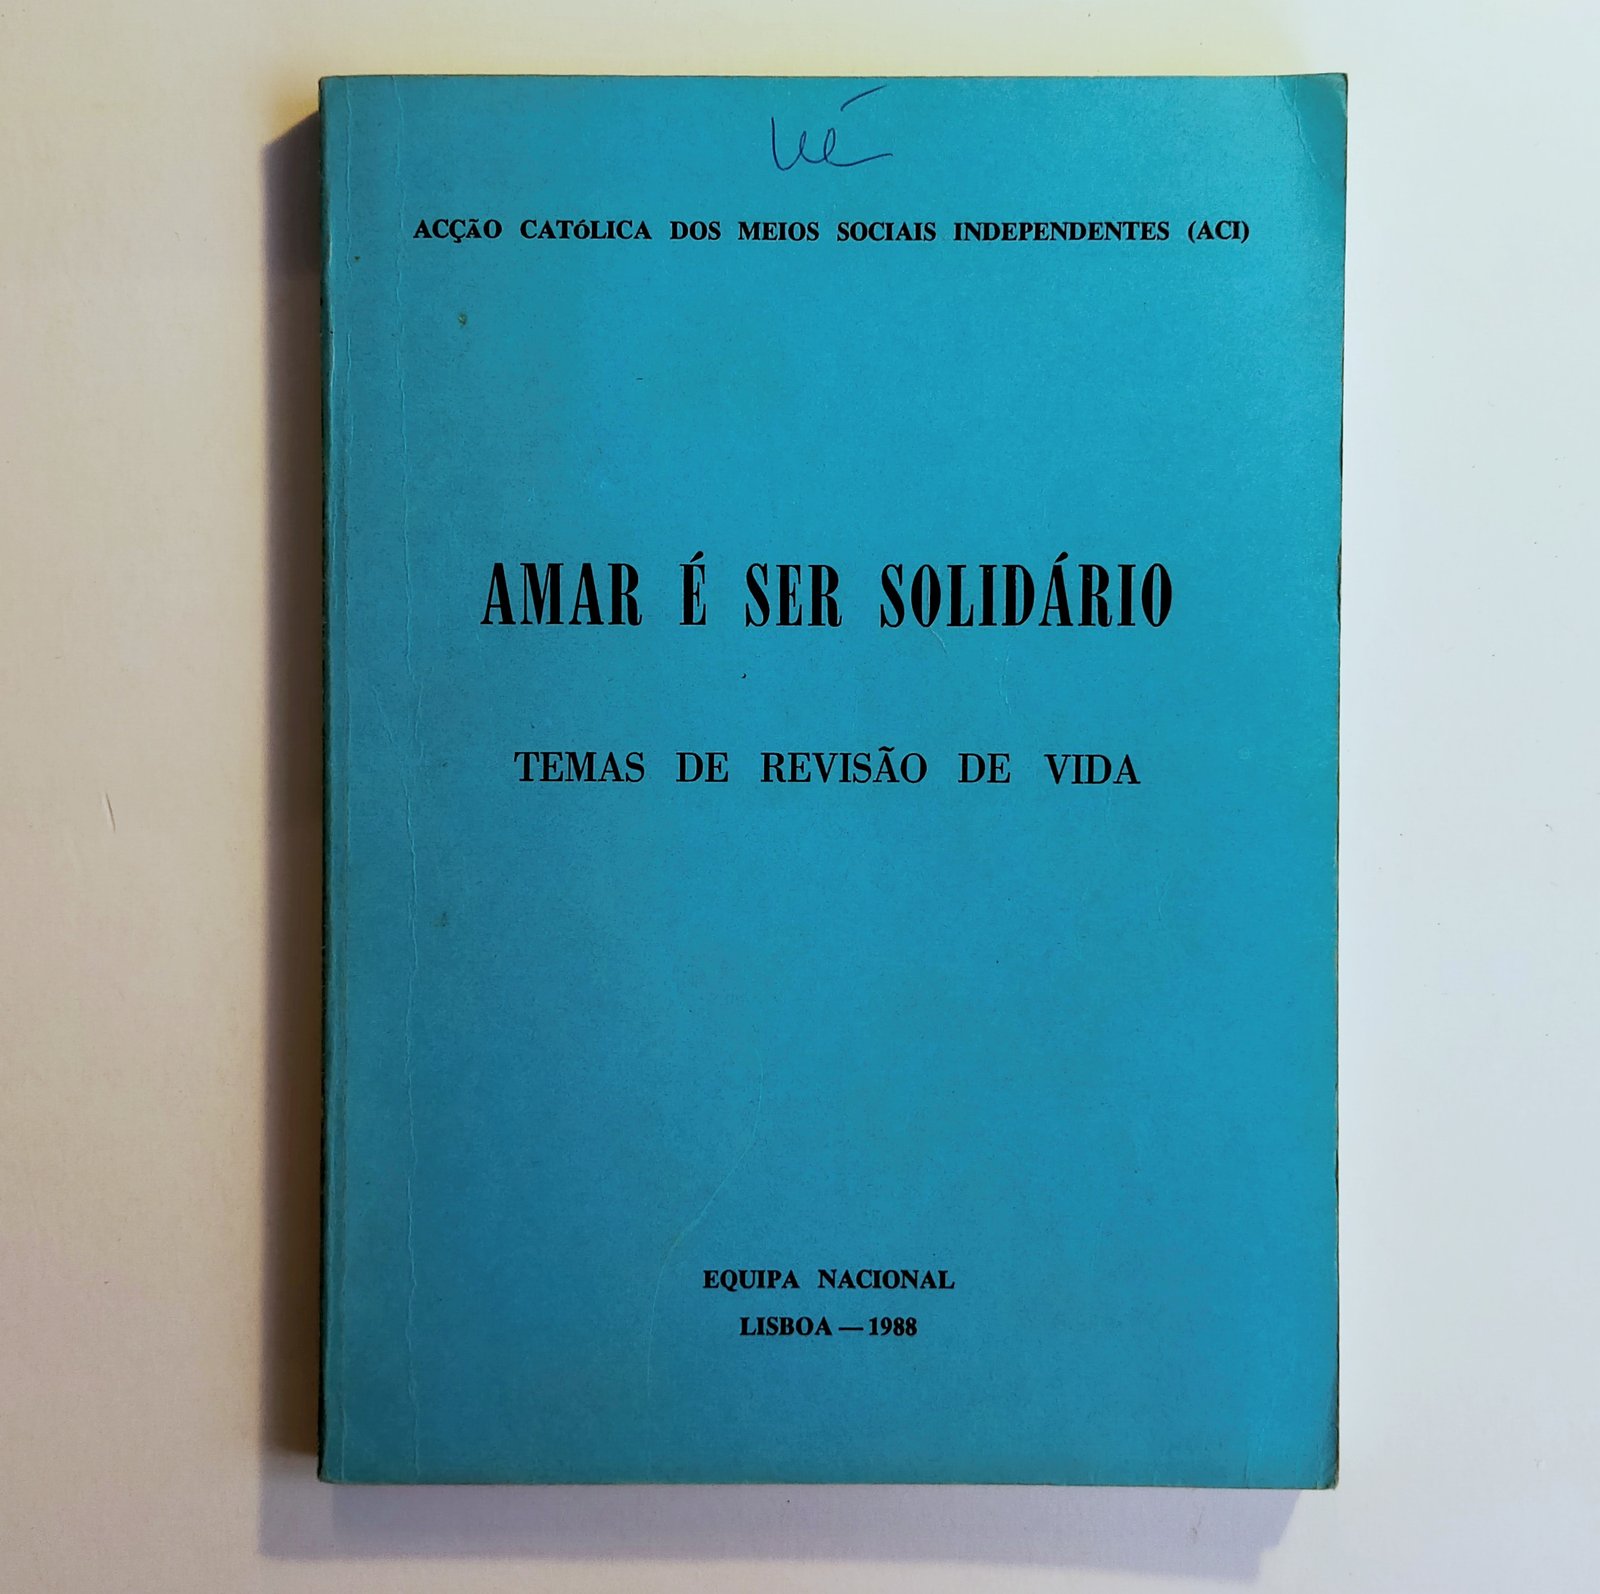 ACÇÃO CATÓLICA DOS MEIOS SOCIAIS INDEPENDENTES (ACI)
AMAR É SER SOLIDÁRIO
TEMAS DE REVISÃO DE VIDA
EQUIPA NACIONAL
LISBOA — 1988